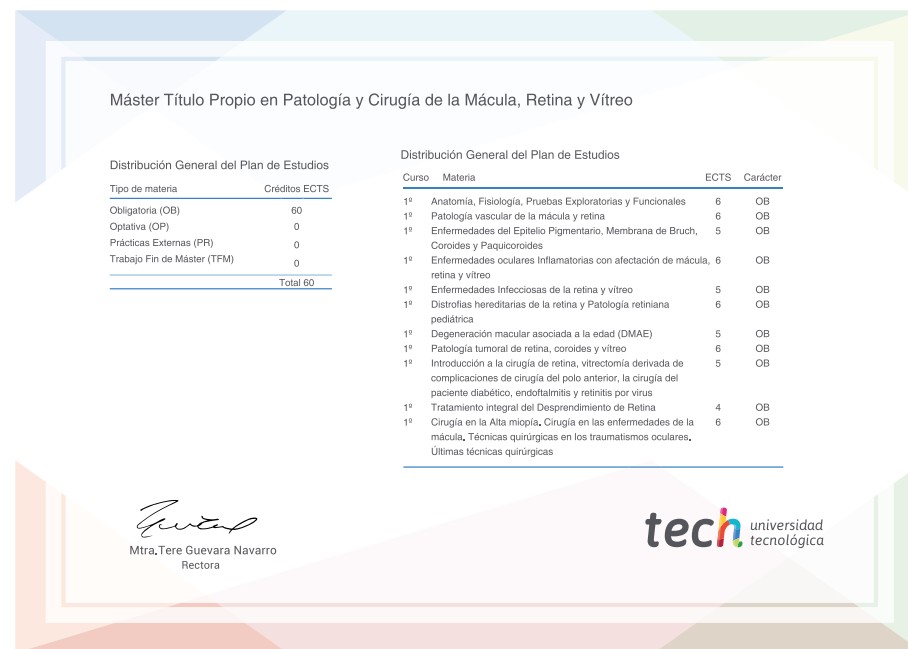 Máster Título Propio en Patología y Cirugía de la Mácula, Retina y Vítreo
Distribución General del Plan de Estudios
Tipo de materia Créditos ECTS
Obligatoria (OB) 60
Optativa (OP) 0
Prácticas Externas (PR) 0
Trabajo Fin de Máster (TFM) 0
Total 60
Distribución General del Plan de Estudios
Curso Materia ECTS Carácter
1º Anatomía, Fisiología, Pruebas Exploratorias y Funcionales 6 OB
1º Patología vascular de la mácula y retina 6 OB
1º Enfermedades del Epitelio Pigmentario, Membrana de Bruch, 5 OB
Coroides y Paquicoroides
1º Enfermedades oculares Inflamatorias con afectación de mácula, 6 OB
retina y vítreo
1º Enfermedades Infecciosas de la retina y vítreo 5 OB
1º Distrofias hereditarias de la retina y Patología retiniana 6 OB
pediátrica
1º Degeneración macular asociada a la edad (DMAE) 5 OB
1º Patología tumoral de retina, coroides y vítreo 6 OB
1º Introducción a la cirugía de retina, vitrectomía derivada de 5 OB
complicaciones de cirugía del polo anterior, la cirugía del
paciente diabético, endoftalmitis y retinitis por virus
1º Tratamiento integral del Desprendimiento de Retina 4 OB
1º Cirugía en la Alta miopía. Cirugía en las enfermedades de la 6 OB
mácula. Técnicas quirúrgicas en los traumatismos oculares.
Últimas técnicas quirúrgicas
Mtra.Tere Guevara Navarro
Rectora
tech universidad
tecnológica